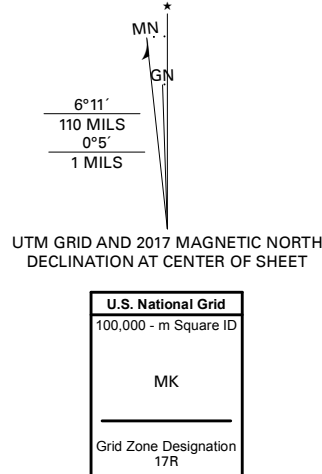 ★
MN
GN
6°11´
110 MILS
0°5´
1 MILS
UTM GRID AND 2017 MAGNETIC NORTH
DECLINATION AT CENTER OF SHEET
U.S. National Grid
100,000 - m Square ID
MK
Grid Zone Designation
17R